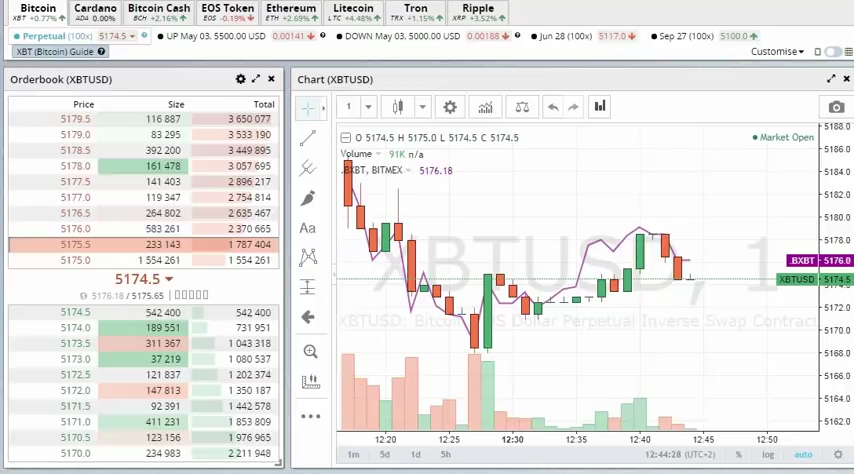 Bitcoin Cardano Bitcoin Cash EOS Token Ethereum Litecoin Tron Ripple
XBT +0.77% ↑ ADA 0.00% BCH +2.16% ↑ EOS -0.19% ↓ ETH +2.69% ↑ LTC +4.48% ↑ TRX +1.15% ↑ XRP +3.52% ↑
Perpetual (100x) 5174.5 UP May 03, 5500.00 USD 0.00141 ↓ DOWN May 03, 5000.00 USD 0.00188 ↓ Jun 28 (100x) 5117.0 ↓ Sep 27 (100x) 5100.0 ↑
XBT (Bitcoin) Guide
Customise
Orderbook (XBTUSD)
Price Size Total
5179.5 116 887 3 650 077
5179.0 83 295 3 533 190
5178.5 392 200 3 449 895
5178.0 161 478 3 057 695
5177.5 141 403 2 896 217
5177.0 119 347 2 754 814
5176.5 264 802 2 635 467
5176.0 583 261 2 370 665
5175.5 233 143 1 787 404
5175.0 1 554 261 1 554 261
5174.5
5176.18 / 5175.65
5174.5 542 400 542 400
5174.0 189 551 731 951
5173.5 311 367 1 043 318
5173.0 37 219 1 080 537
5172.5 121 837 1 202 374
5172.0 147 813 1 350 187
5171.5 92 391 1 442 578
5171.0 411 231 1 853 809
5170.5 123 156 1 976 965
5170.0 234 983 2 211 948
Chart (XBTUSD)
1
Aa
O 5174.5 H 5175.0 L 5174.5 C 5174.5
Market Open
Volume 91K n/a
.BXBT, BITMEX 5176.18
XBTUSD, 1
XBTUSD: Bitcoin / US Dollar Perpetual Inverse Swap Contract
5188.0
5186.0
5184.0
5182.0
5180.0
5178.0
.BXBT 5176.0
XBTUSD 5174.5
5172.0
5170.0
5168.0
5166.0
5164.0
5162.0
12:20 12:25 12:30 12:35 12:40 12:45 12:50
1m 5d 1d 5h 12:44:28 (UTC+2) % log auto